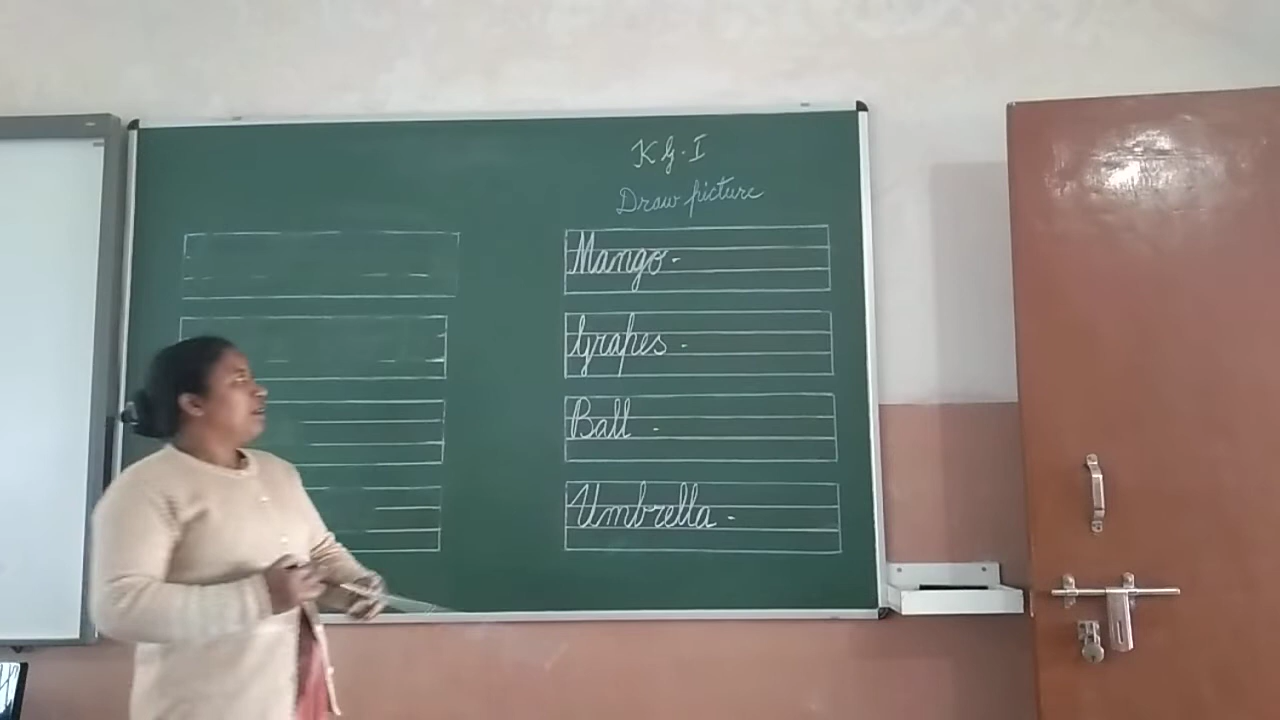 KG-I
Draw picture
Mango -
Grapes -
Ball -
Umbrella -